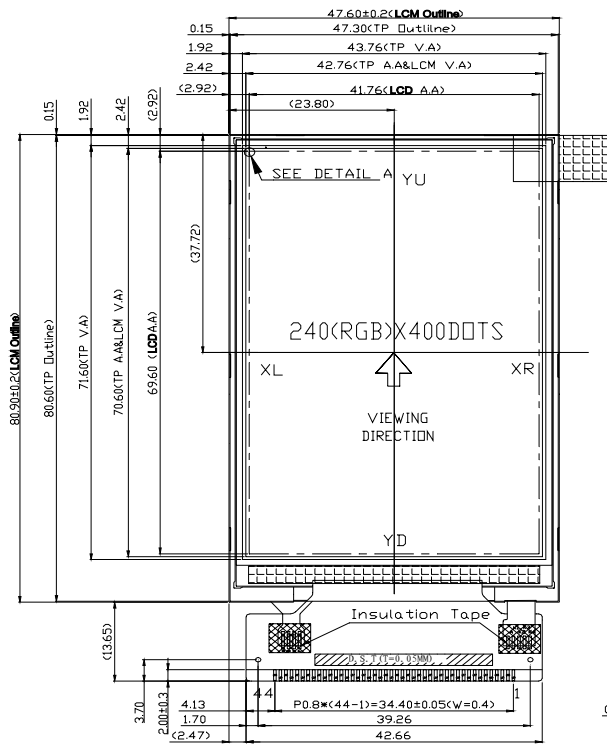 47.60±0.2(LCM Outline)
0.15 47.30(TP Outline)
1.92 43.76(TP V.A)
2.42 42.76(TP A.A&LCM V.A)
(2.92) 41.76(LCD A.A)
(23.80)
0.15
1.92
2.42
(2.92)
SEE DETAIL A
YU
(37.72)
80.90±0.2(LCM Outline)
80.60(TP Outline)
71.60(TP V.A)
70.60(TP A.A&LCM V.A)
69.60 (LCD A.A)
240(RGB)X400DOTS
XL
XR
VIEWING
DIRECTION
YD
(13.65)
Insulation Tape
D.S.T(T=0.05MM)
3.70
2.00±0.3
44
1
4.13 P0.8*(44-1)=34.40±0.05(W=0.4)
1.70 39.26
(2.47) 42.66